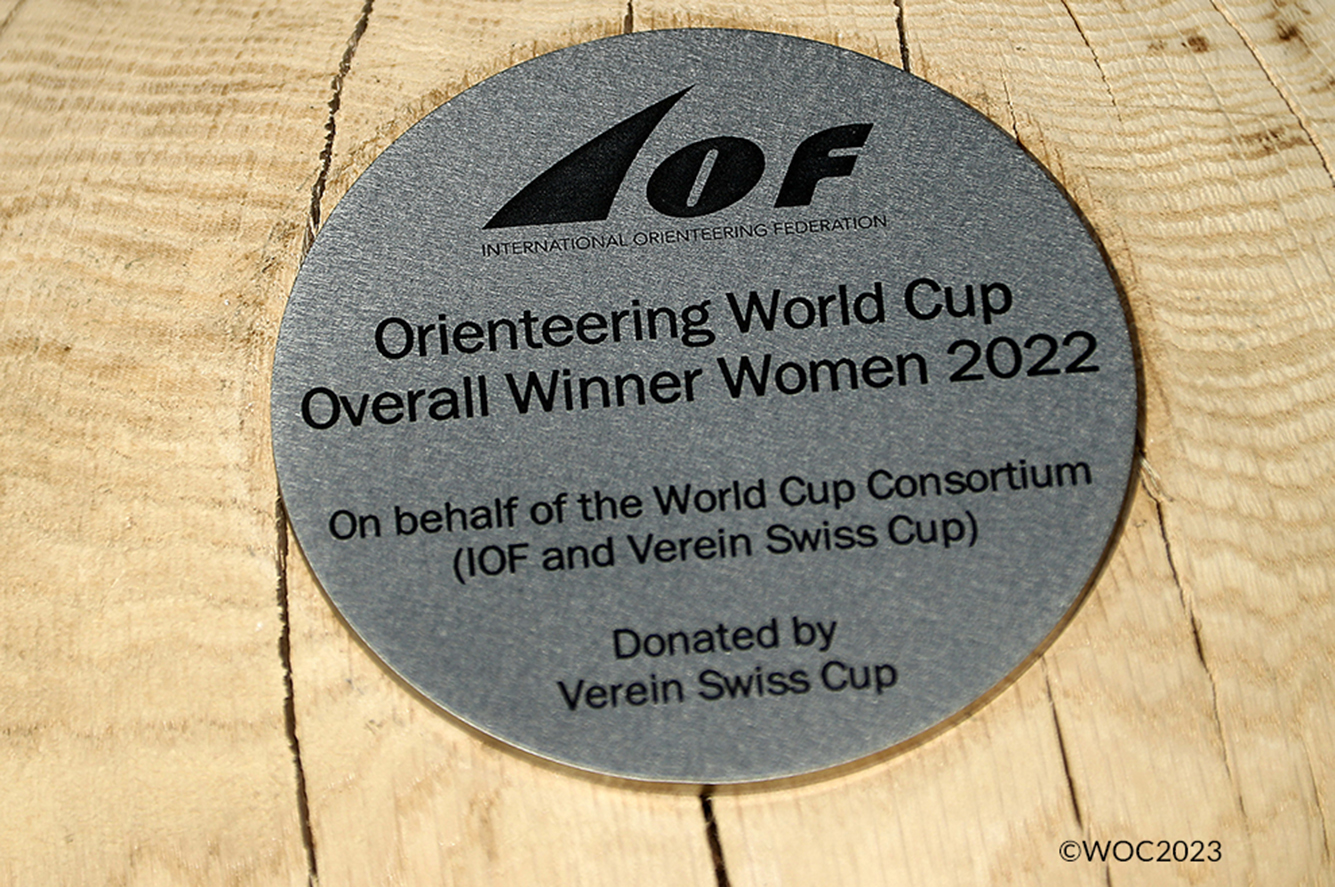 IOF
INTERNATIONAL ORIENTEERING FEDERATION
Orienteering World Cup
Overall Winner Women 2022
On behalf of the World Cup Consortium
(IOF and Verein Swiss Cup)
Donated by
Verein Swiss Cup
©WOC2023